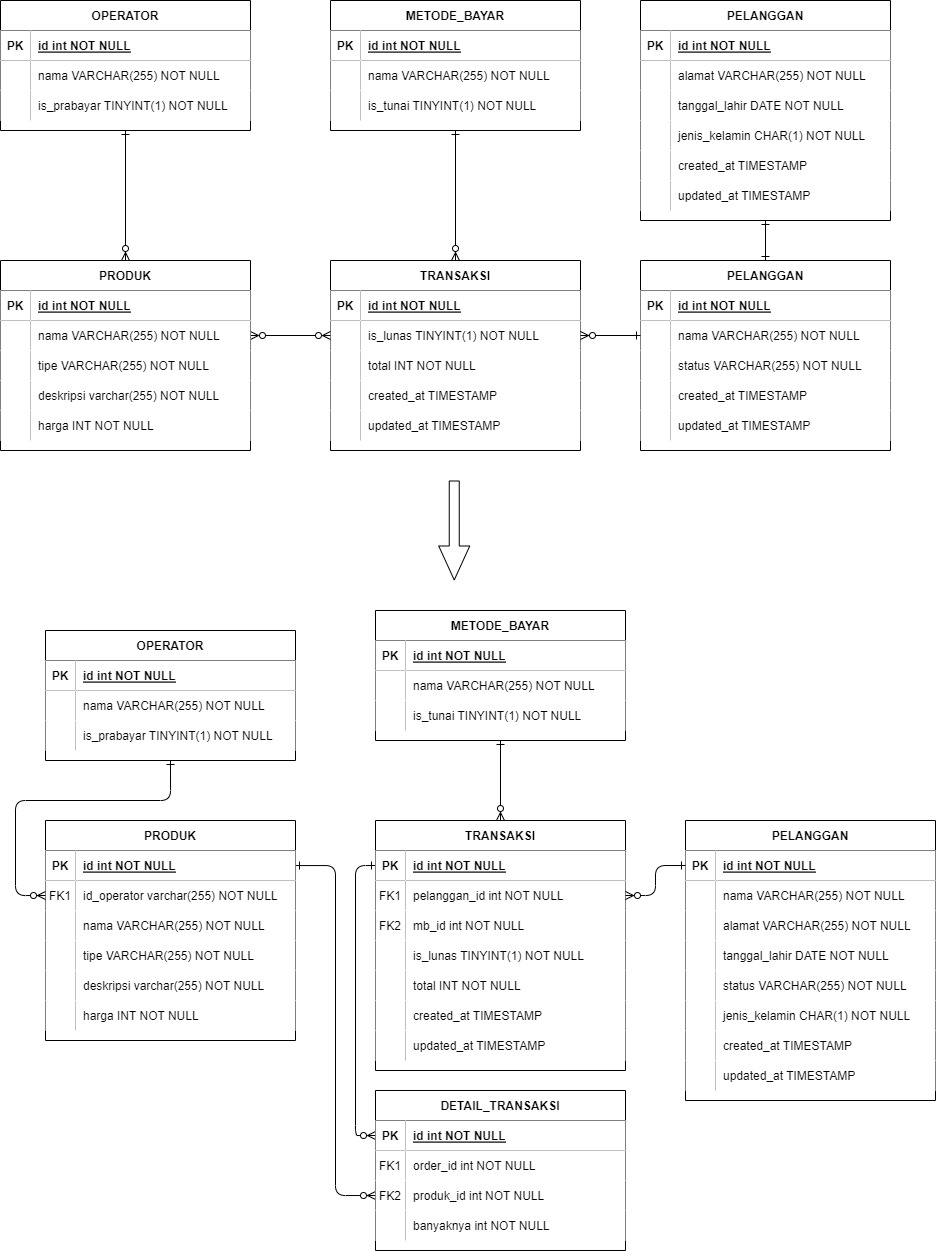 OPERATOR
PK id int NOT NULL
nama VARCHAR(255) NOT NULL
is_prabayar TINYINT(1) NOT NULL
METODE_BAYAR
PK id int NOT NULL
nama VARCHAR(255) NOT NULL
is_tunai TINYINT(1) NOT NULL
PELANGGAN
PK id int NOT NULL
alamat VARCHAR(255) NOT NULL
tanggal_lahir DATE NOT NULL
jenis_kelamin CHAR(1) NOT NULL
created_at TIMESTAMP
updated_at TIMESTAMP
PRODUK
PK id int NOT NULL
nama VARCHAR(255) NOT NULL
tipe VARCHAR(255) NOT NULL
deskripsi varchar(255) NOT NULL
harga INT NOT NULL
TRANSAKSI
PK id int NOT NULL
is_lunas TINYINT(1) NOT NULL
total INT NOT NULL
created_at TIMESTAMP
updated_at TIMESTAMP
PELANGGAN
PK id int NOT NULL
nama VARCHAR(255) NOT NULL
status VARCHAR(255) NOT NULL
created_at TIMESTAMP
updated_at TIMESTAMP
OPERATOR
PK id int NOT NULL
nama VARCHAR(255) NOT NULL
is_prabayar TINYINT(1) NOT NULL
METODE_BAYAR
PK id int NOT NULL
nama VARCHAR(255) NOT NULL
is_tunai TINYINT(1) NOT NULL
PRODUK
PK id int NOT NULL
FK1 id_operator varchar(255) NOT NULL
nama VARCHAR(255) NOT NULL
tipe VARCHAR(255) NOT NULL
deskripsi varchar(255) NOT NULL
harga INT NOT NULL
TRANSAKSI
PK id int NOT NULL
FK1 pelanggan_id int NOT NULL
FK2 mb_id int NOT NULL
is_lunas TINYINT(1) NOT NULL
total INT NOT NULL
created_at TIMESTAMP
updated_at TIMESTAMP
PELANGGAN
PK id int NOT NULL
nama VARCHAR(255) NOT NULL
alamat VARCHAR(255) NOT NULL
tanggal_lahir DATE NOT NULL
status VARCHAR(255) NOT NULL
jenis_kelamin CHAR(1) NOT NULL
created_at TIMESTAMP
updated_at TIMESTAMP
DETAIL_TRANSAKSI
PK id int NOT NULL
FK1 order_id int NOT NULL
FK2 produk_id int NOT NULL
banyaknya int NOT NULL